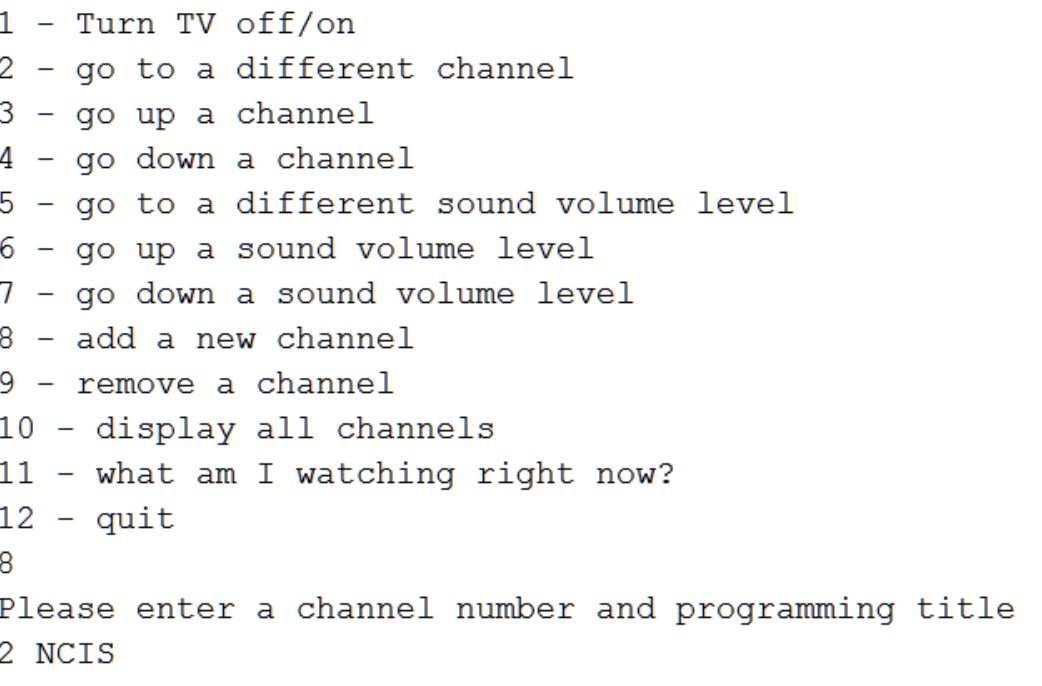 1 - Turn TV off/on
2 - go to a different channel
3 - go up a channel
4 - go down a channel
5 - go to a different sound volume level
6 - go up a sound volume level
7 - go down a sound volume level
8 - add a new channel
9 - remove a channel
10 - display all channels
11 - what am I watching right now?
12 - quit
8
Please enter a channel number and programming title
2 NCIS